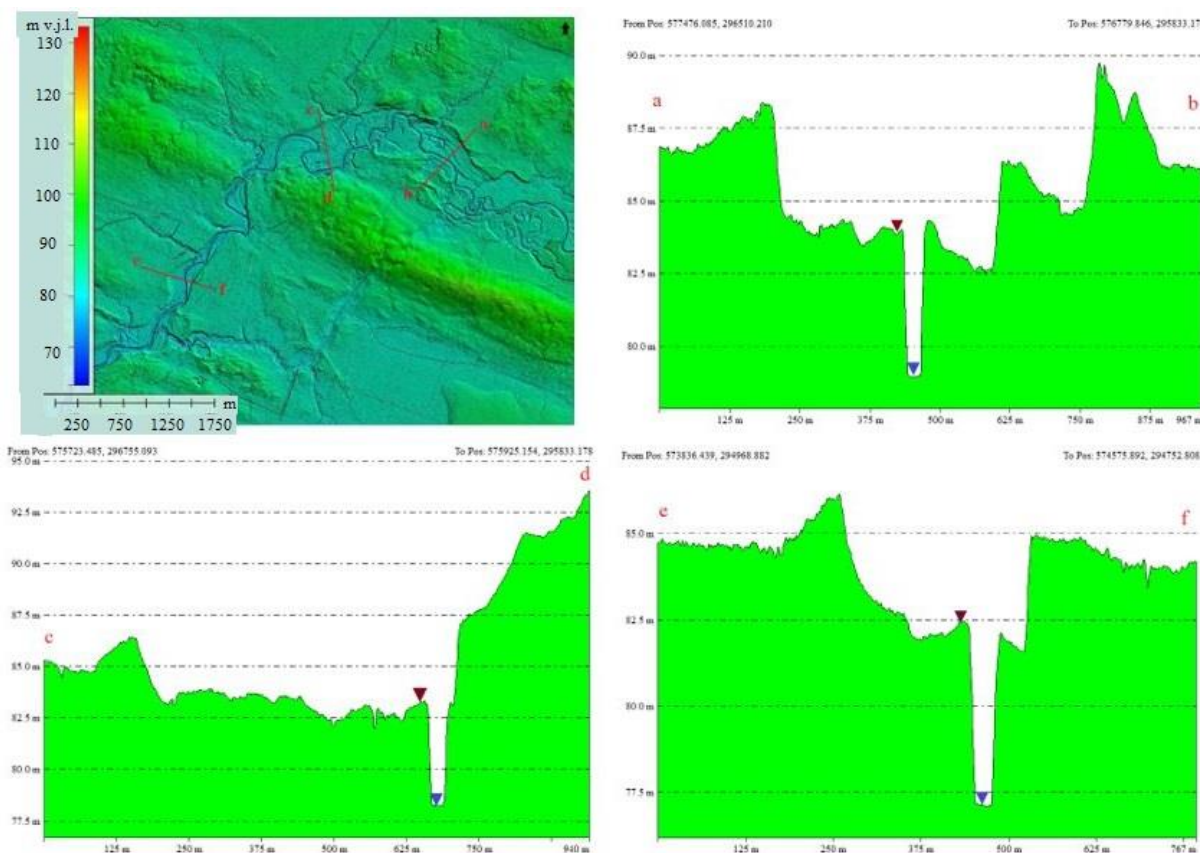 m v.j.l.
130
120
110
100
90
80
70
250 750 1250 1750 m
c
a
d
b
e
f
From Pos: 577476.085, 296510.210 To Pos: 576779.846, 295833.17
90.0 m
a b
87.5 m
85.0 m
82.5 m
80.0 m
125 m 250 m 375 m 500 m 625 m 750 m 875 m 967 m
From Pos: 575723.485, 296755.093 To Pos: 575925.154, 295833.178
95.0 m
d
92.5 m
90.0 m
87.5 m
c
85.0 m
82.5 m
80.0 m
77.5 m
125 m 250 m 375 m 500 m 625 m 750 m 940 m
From Pos: 573836.439, 294968.882 To Pos: 574575.892, 294752.808
e f
85.0 m
82.5 m
80.0 m
77.5 m
125 m 250 m 375 m 500 m 625 m 767 m